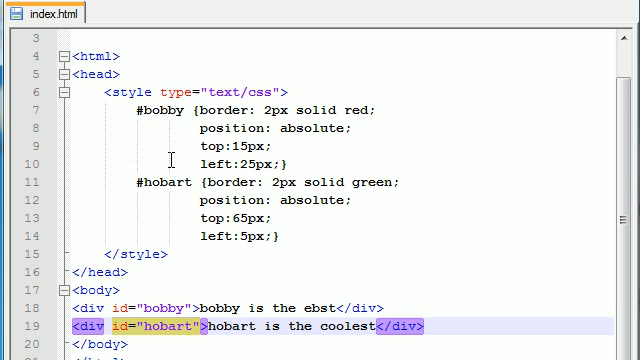 index.html
3
4 <html>
5 <head>
6 <style type="text/css">
7 #bobby {border: 2px solid red;
8 position: absolute;
9 top:15px;
10 left:25px;}
11 #hobart {border: 2px solid green;
12 position: absolute;
13 top:65px;
14 left:5px;}
15 </style>
16 </head>
17 <body>
18 <div id="bobby">bobby is the ebst</div>
19 <div id="hobart">hobart is the coolest</div>
20 </body>